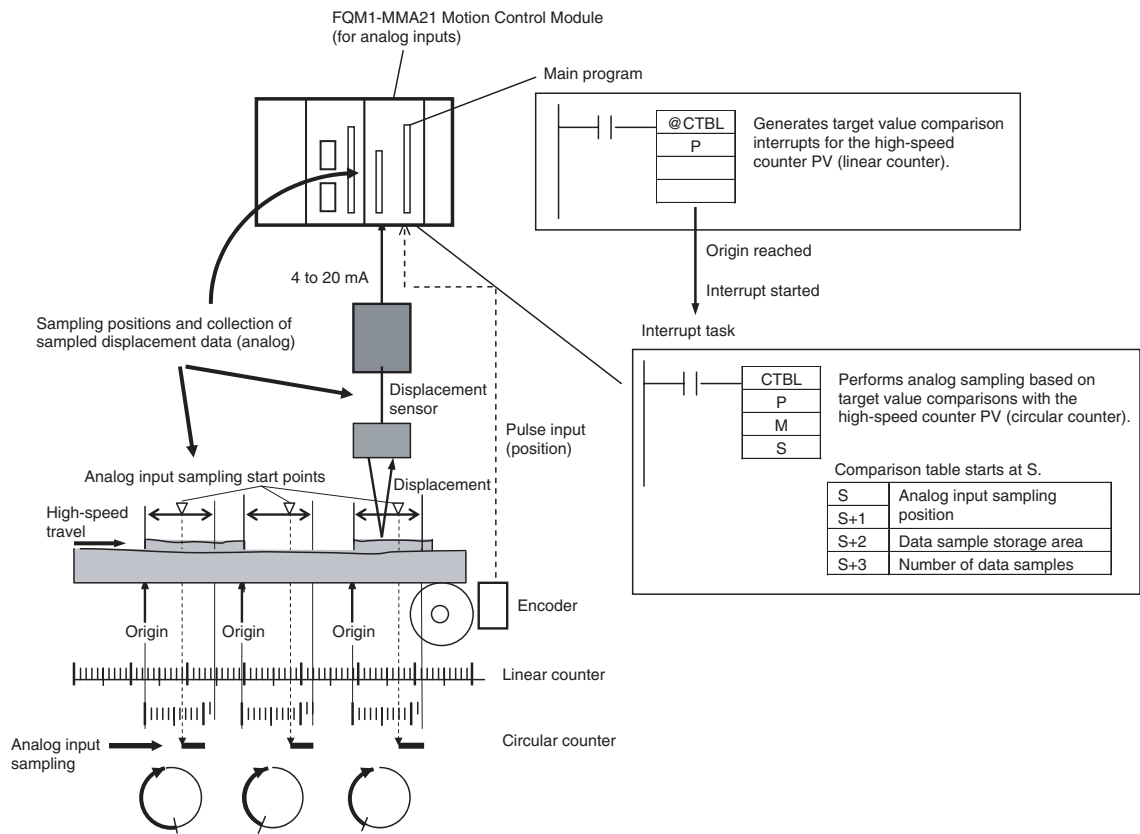 FQM1-MMA21 Motion Control Module
(for analog inputs)
Main program
@CTBL
P
Generates target value comparison
interrupts for the high-speed
counter PV (linear counter).
Origin reached
Interrupt started
4 to 20 mA
Sampling positions and collection of
sampled displacement data (analog)
Interrupt task
CTBL
P
M
S
Performs analog sampling based on
target value comparisons with the
high-speed counter PV (circular counter).
Displacement
sensor
Pulse input
(position)
Analog input sampling start points
Displacement
Comparison table starts at S.
S
S+1
Analog input sampling
position
S+2 Data sample storage area
S+3 Number of data samples
High-speed
travel
Encoder
Origin Origin Origin
Linear counter
Circular counter
Analog input
sampling